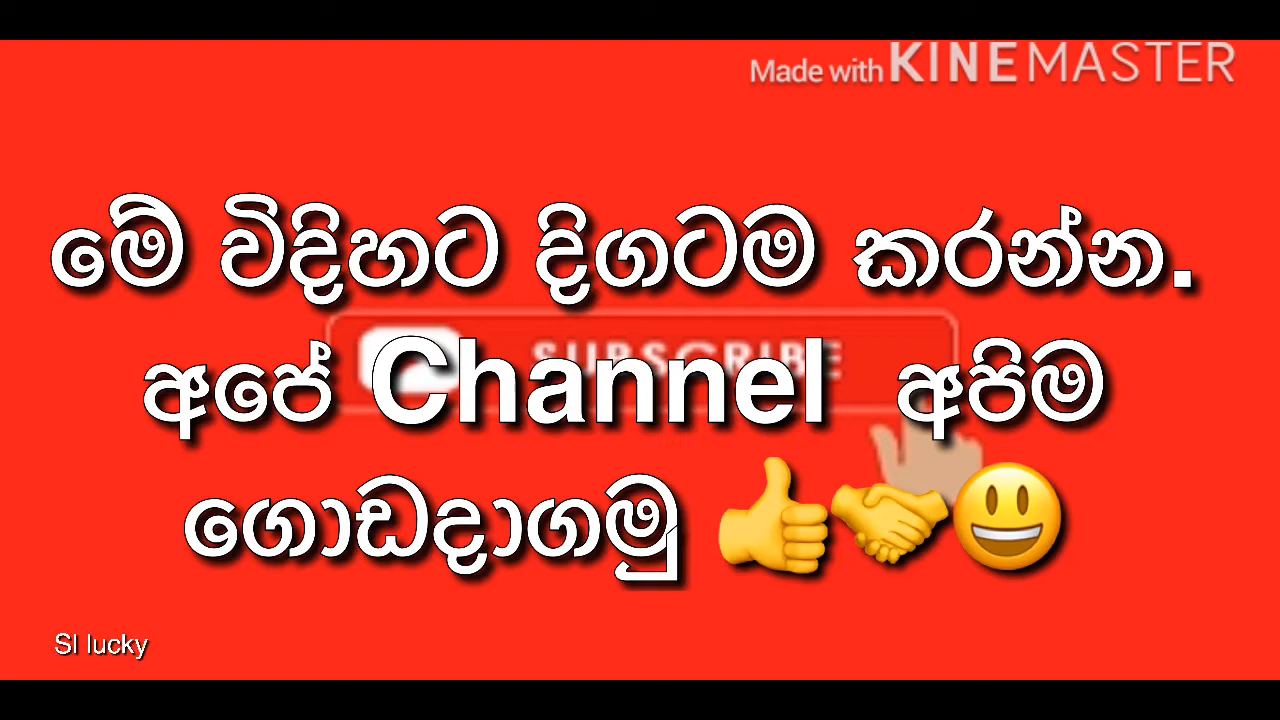 Made with KINEMASTER
මේ විදිහට දිගටම කරන්න.
SUBSCRIBE
අපේ Channel අපිම
ගොඩදාගමු 👍🤝😃
Sl lucky